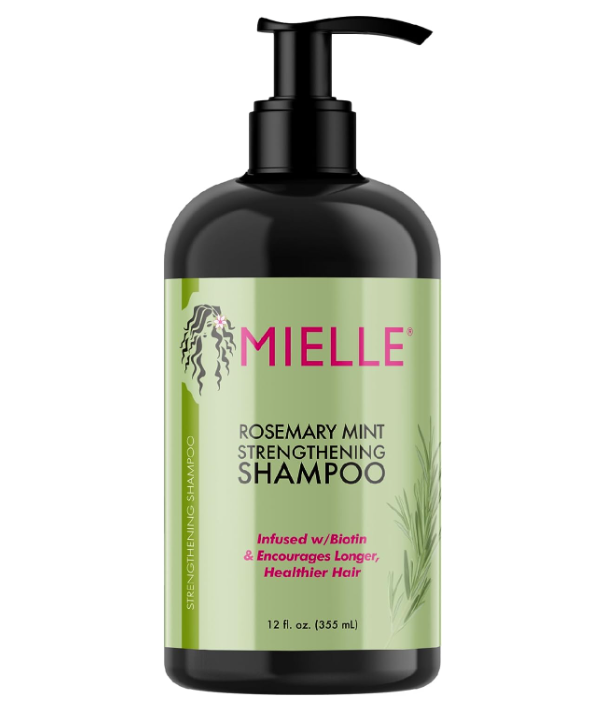 MIELLE®
ROSEMARY MINT
STRENGTHENING
SHAMPOO
Infused w/Biotin
& Encourages Longer,
Healthier Hair
12 fl. oz. (355 mL)
STRENGTHENING SHAMPOO